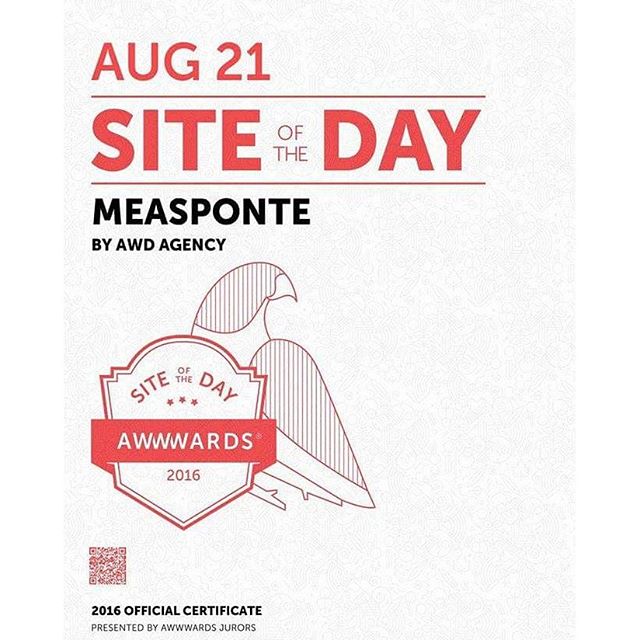 AUG 21
SITE OF THE DAY
MEASPONTE
BY AWD AGENCY
SITE OF THE DAY
AWWWARDS®
2016
2016 OFFICIAL CERTIFICATE
PRESENTED BY AWWWARDS JURORS